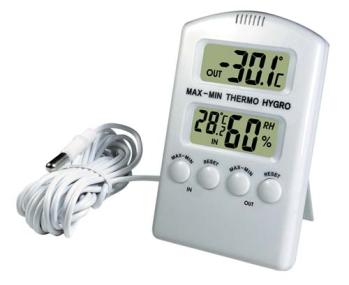 OUT -30.1°C
MAX-MIN THERMO HYGRO
28.2°C IN 60% RH
MAX-MIN RESET MAX-MIN RESET
IN OUT